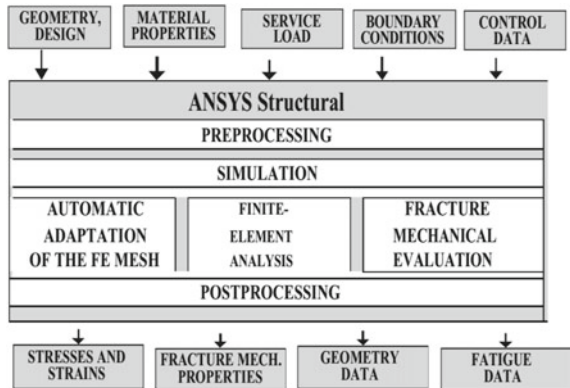 GEOMETRY,
DESIGN
MATERIAL
PROPERTIES
SERVICE
LOAD
BOUNDARY
CONDITIONS
CONTROL
DATA
ANSYS Structural
PREPROCESSING
SIMULATION
AUTOMATIC
ADAPTATION
OF THE FE MESH
FINITE-
ELEMENT
ANALYSIS
FRACTURE
MECHANICAL
EVALUATION
POSTPROCESSING
STRESSES AND
STRAINS
FRACTURE MECH.
PROPERTIES
GEOMETRY
DATA
FATIGUE
DATA